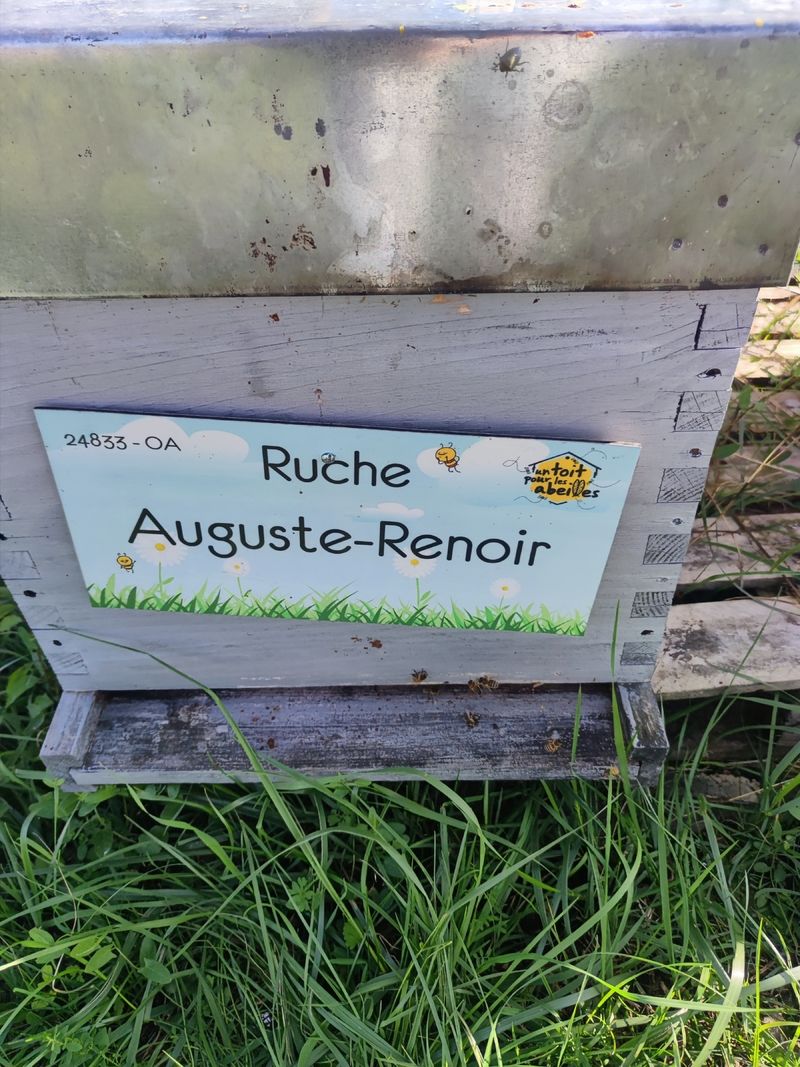 24833 - OA
Ruche
un toit
pour les
abeilles
Auguste-Renoir